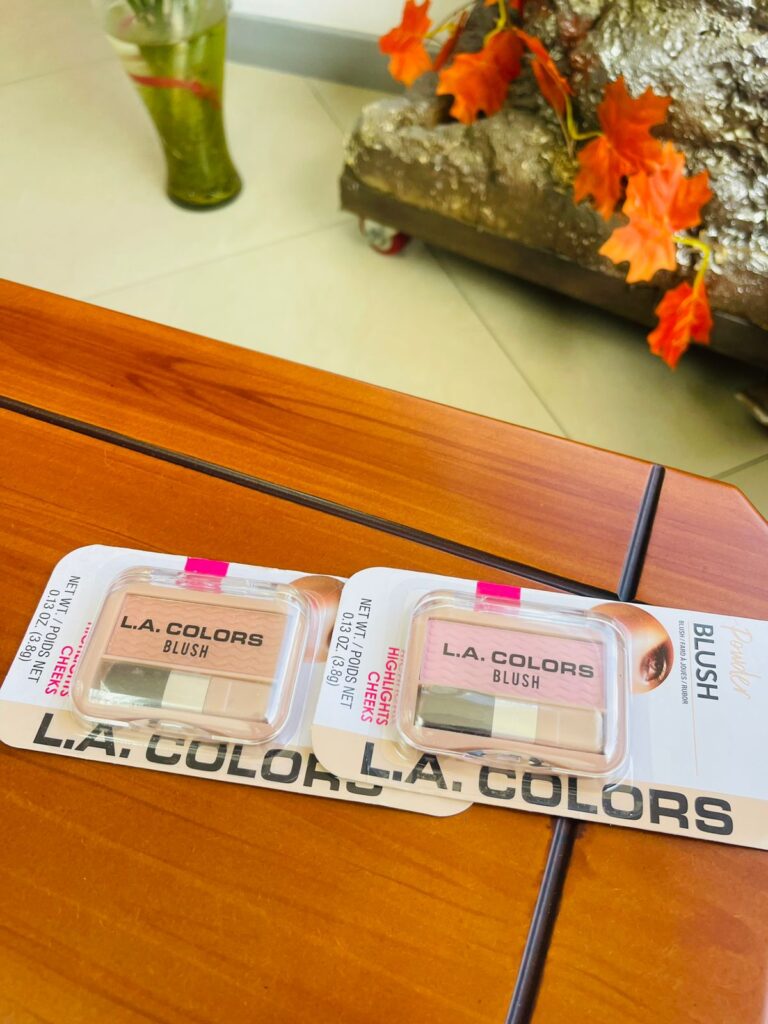 NET WT. / POIDS NET
0.13 OZ. (3.8g)
HIGHLIGHTS
CHEEKS
L.A. COLORS
BLUSH
L.A. COLORS
NET WT. / POIDS NET
0.13 OZ. (3.8g)
HIGHLIGHTS
CHEEKS
L.A. COLORS
BLUSH
Powder
BLUSH
BLUSH / FARD À JOUES / RUBOR
L.A. COLORS